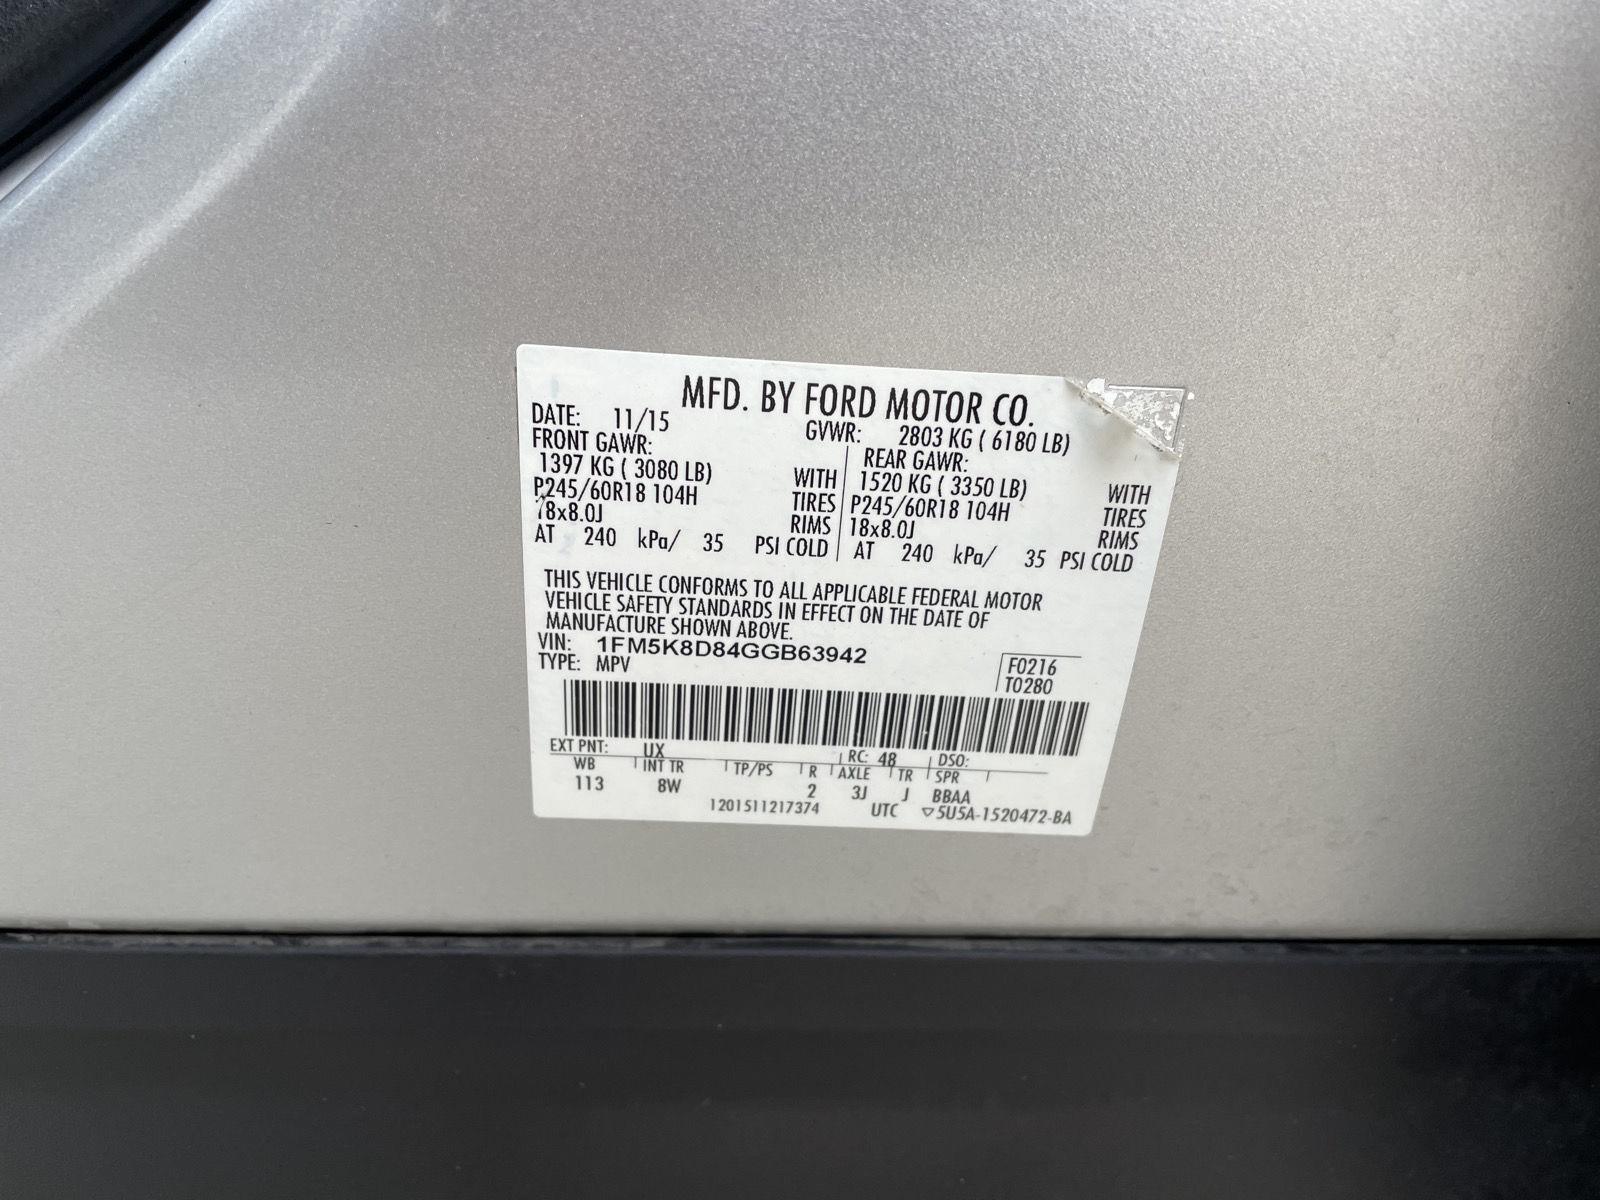 MFD. BY FORD MOTOR CO.
DATE: 11/15 GVWR: 2803 KG ( 6180 LB)
FRONT GAWR: REAR GAWR:
1397 KG ( 3080 LB) WITH 1520 KG ( 3350 LB) WITH
P245/60R18 104H TIRES P245/60R18 104H TIRES
18x8.0J RIMS 18x8.0J RIMS
AT 240 kPa/ 35 PSI COLD AT 240 kPa/ 35 PSI COLD
THIS VEHICLE CONFORMS TO ALL APPLICABLE FEDERAL MOTOR
VEHICLE SAFETY STANDARDS IN EFFECT ON THE DATE OF
MANUFACTURE SHOWN ABOVE.
VIN: 1FM5K8D84GGB63942
TYPE: MPV F0216
T0280
EXT PNT: UX RC: 48 DSO:
WB INT TR TP/PS R AXLE TR SPR
113 8W 2 3J J BBAA
1201511217374 UTC ▽5U5A-1520472-BA